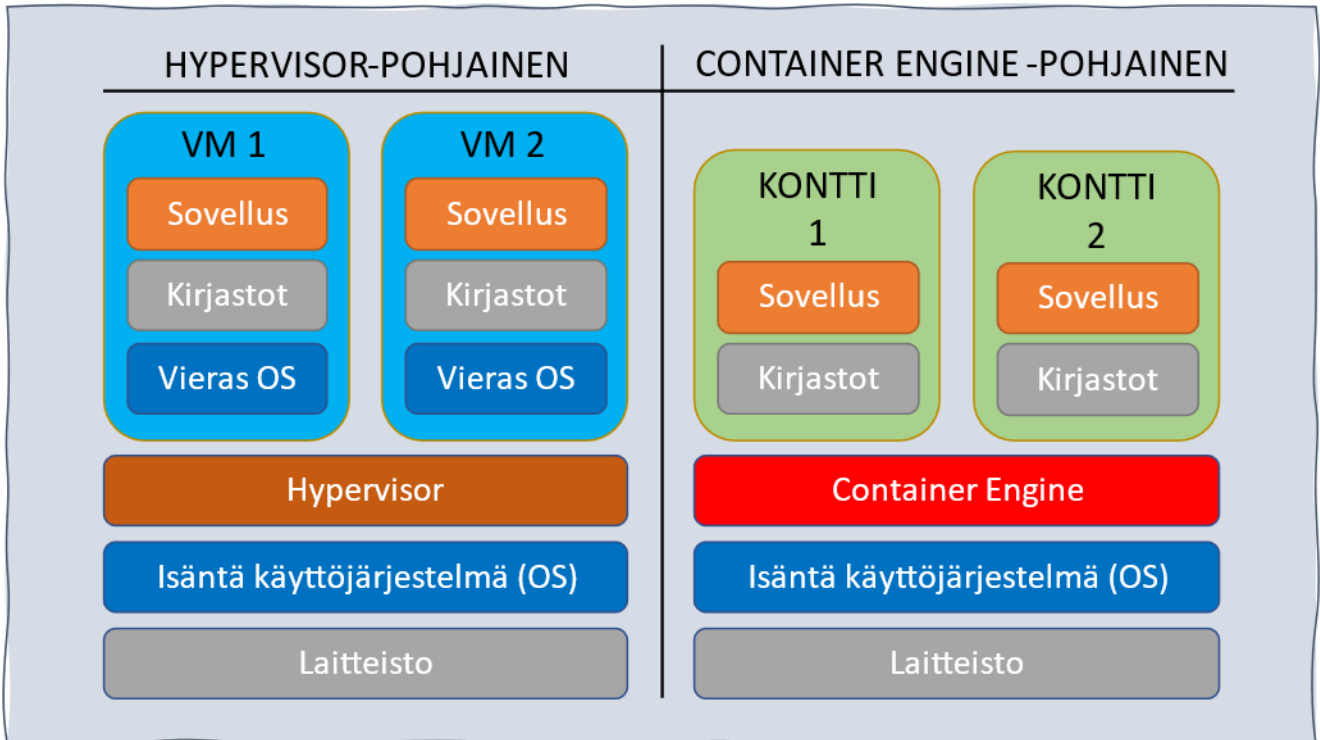 HYPERVISOR-POHJAINEN
VM 1
Sovellus
Kirjastot
Vieras OS
VM 2
Sovellus
Kirjastot
Vieras OS
Hypervisor
Isäntä käyttöjärjestelmä (OS)
Laitteisto
CONTAINER ENGINE -POHJAINEN
KONTTI
1
Sovellus
Kirjastot
KONTTI
2
Sovellus
Kirjastot
Container Engine
Isäntä käyttöjärjestelmä (OS)
Laitteisto